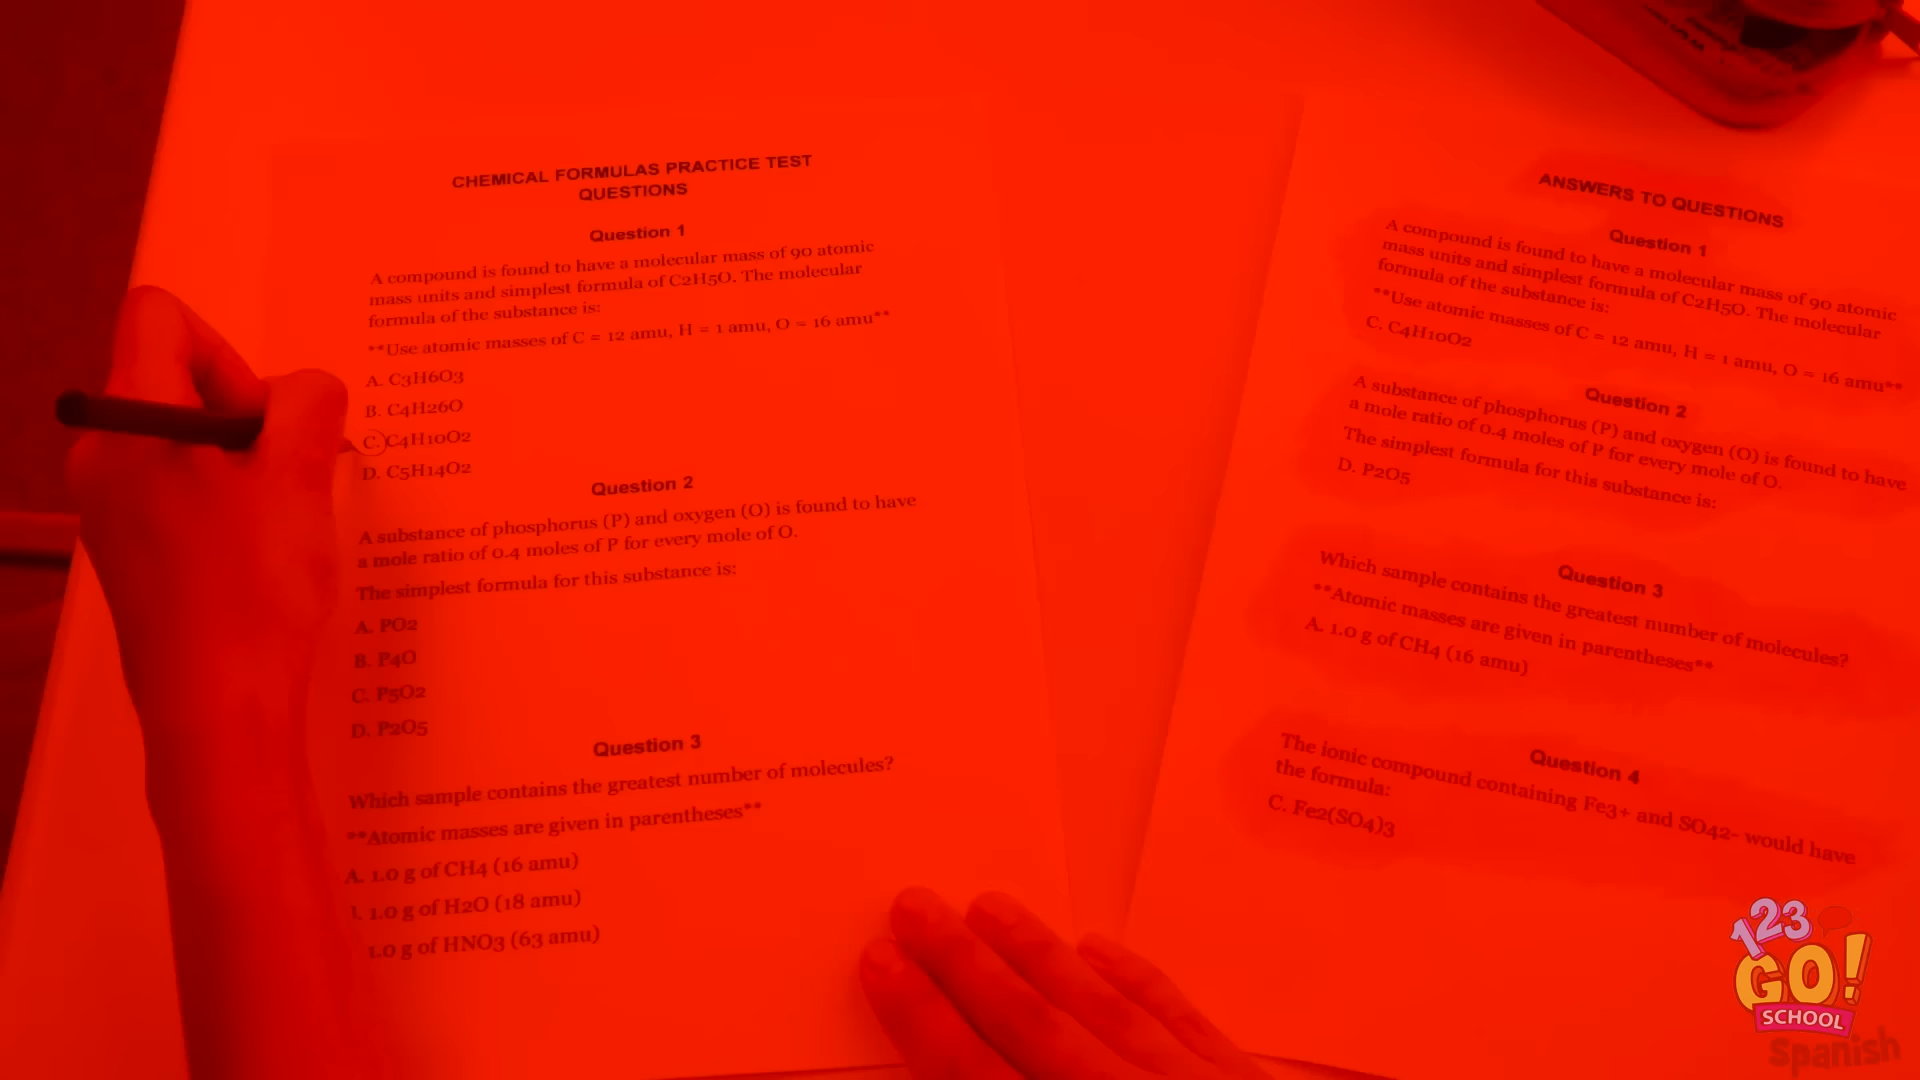 CHEMICAL FORMULAS PRACTICE TEST
QUESTIONS
Question 1
A compound is found to have a molecular mass of 90 atomic
mass units and simplest formula of C2H5O. The molecular
formula of the substance is:
**Use atomic masses of C = 12 amu, H = 1 amu, O = 16 amu**
A. C3H6O3
B. C4H26O
C. C4H10O2
D. C5H14O2
Question 2
A substance of phosphorus (P) and oxygen (O) is found to have
a mole ratio of 0.4 moles of P for every mole of O.
The simplest formula for this substance is:
A. PO2
B. P4O
C. P5O2
D. P2O5
Question 3
Which sample contains the greatest number of molecules?
**Atomic masses are given in parentheses**
A. 1.0 g of CH4 (16 amu)
1.0 g of H2O (18 amu)
1.0 g of HNO3 (63 amu)
ANSWERS TO QUESTIONS
Question 1
A compound is found to have a molecular mass of 90 atomic
mass units and simplest formula of C2H5O. The molecular
formula of the substance is:
**Use atomic masses of C = 12 amu, H = 1 amu, O = 16 amu**
C. C4H10O2
Question 2
A substance of phosphorus (P) and oxygen (O) is found to have
a mole ratio of 0.4 moles of P for every mole of O.
The simplest formula for this substance is:
D. P2O5
Question 3
Which sample contains the greatest number of molecules?
**Atomic masses are given in parentheses**
A. 1.0 g of CH4 (16 amu)
Question 4
The ionic compound containing Fe3+ and SO42- would have
the formula:
C. Fe2(SO4)3
123
GO!
SCHOOL
Spanish